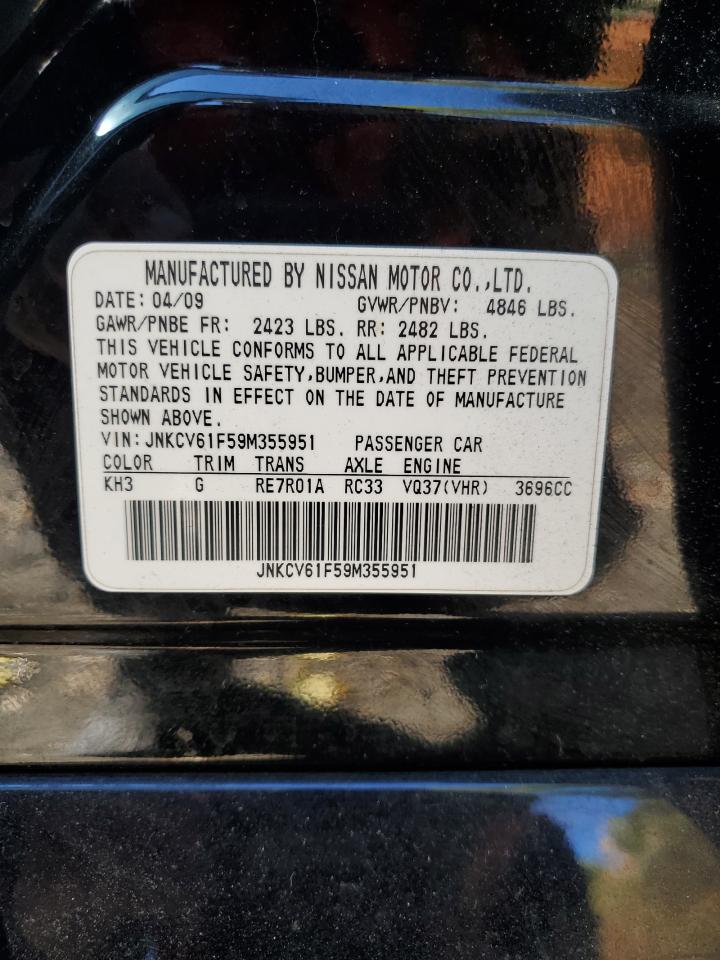 MANUFACTURED BY NISSAN MOTOR CO.,LTD.
DATE: 04/09 GVWR/PNBV: 4846 LBS.
GAWR/PNBE FR: 2423 LBS. RR: 2482 LBS.
THIS VEHICLE CONFORMS TO ALL APPLICABLE FEDERAL
MOTOR VEHICLE SAFETY,BUMPER,AND THEFT PREVENTION
STANDARDS IN EFFECT ON THE DATE OF MANUFACTURE
SHOWN ABOVE.
VIN: JNKCV61F59M355951 PASSENGER CAR
COLOR TRIM TRANS AXLE ENGINE
KH3 G RE7R01A RC33 VQ37(VHR) 3696CC
JNKCV61F59M355951